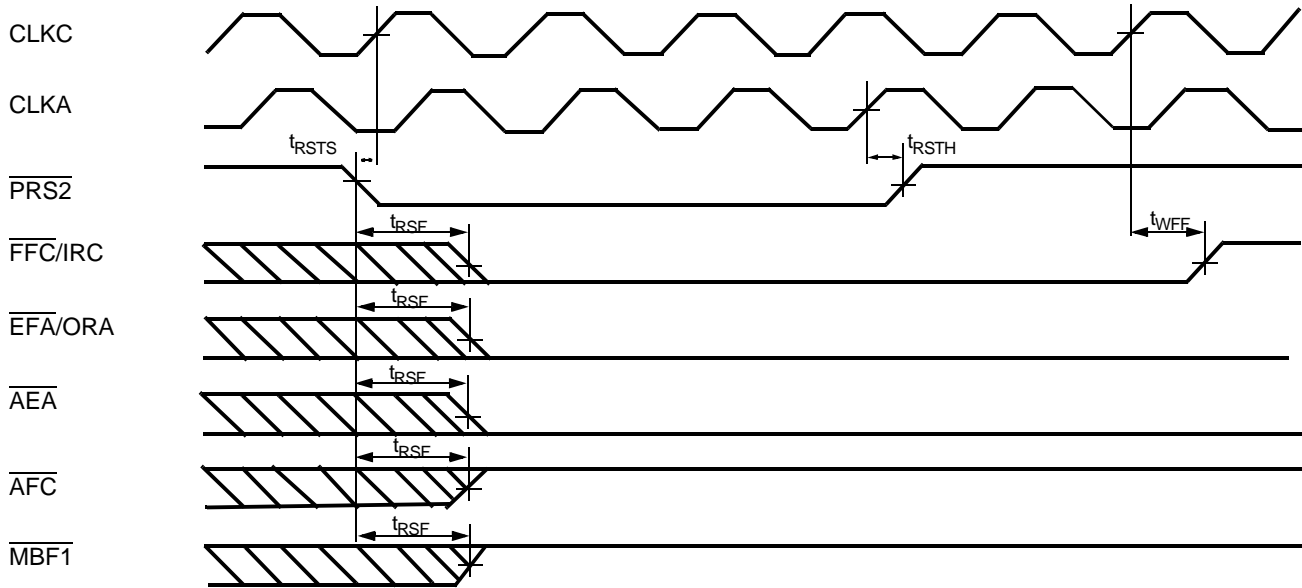 CLKC
CLKA
tRSTS
tRSTH
PRS2
tRSF
tWFF
FFC/IRC
tRSF
EFA/ORA
tRSF
AEA
tRSF
AFC
tRSF
MBF1